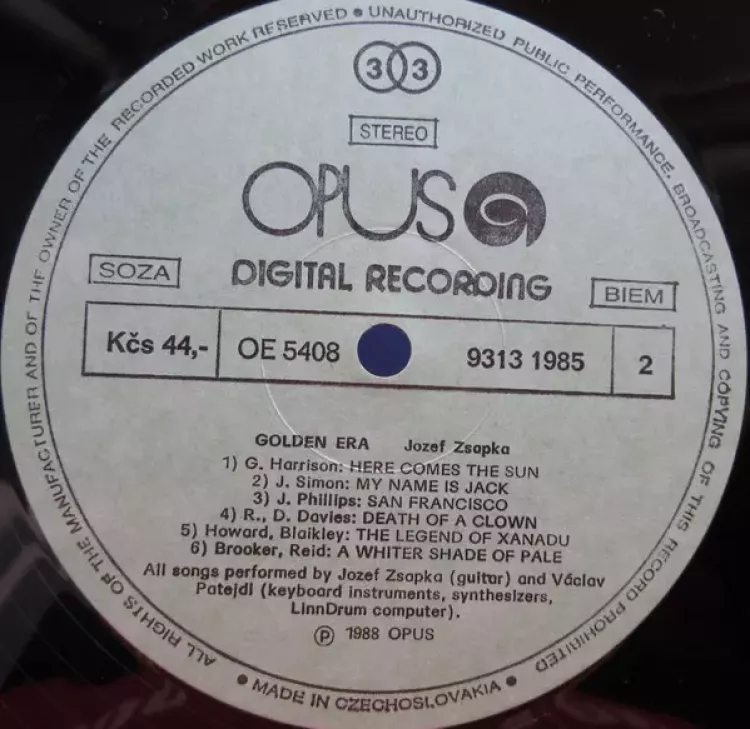 ALL RIGHTS OF THE MANUFACTURER AND OF THE OWNER OF THE RECORDED WORK RESERVED • UNAUTHORIZED PUBLIC PERFORMANCE, BROADCASTING AND COPYING OF THIS RECORD PROHIBITED
33
STEREO
OPUS
DIGITAL RECORDING
SOZA
BIEM
Kčs 44,- OE 5408 9313 1985 2
GOLDEN ERA Jozef Zsapka
1) G. Harrison: HERE COMES THE SUN
2) J. Simon: MY NAME IS JACK
3) J. Phillips: SAN FRANCISCO
4) R., D. Davies: DEATH OF A CLOWN
5) Howard, Blaikley: THE LEGEND OF XANADU
6) Brooker, Reid: A WHITER SHADE OF PALE
All songs performed by Jozef Zsapka (guitar) and Václav
Patejdl (keyboard instruments, synthesizers,
LinnDrum computer).
Ⓟ 1988 OPUS
• MADE IN CZECHOSLOVAKIA •